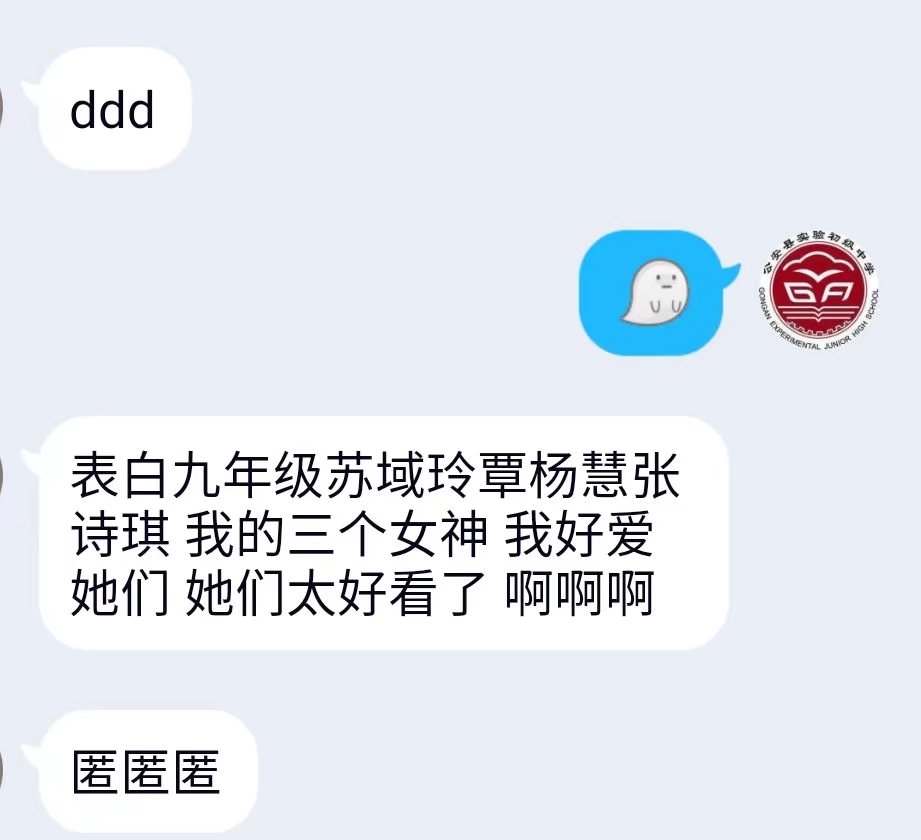 ddd
公安县实验初级中学
GA
GONGAN EXPERIMENTAL JUNIOR HIGH SCHOOL
表白九年级苏域玲覃杨慧张
诗琪 我的三个女神 我好爱
她们 她们太好看了 啊啊啊
匿匿匿